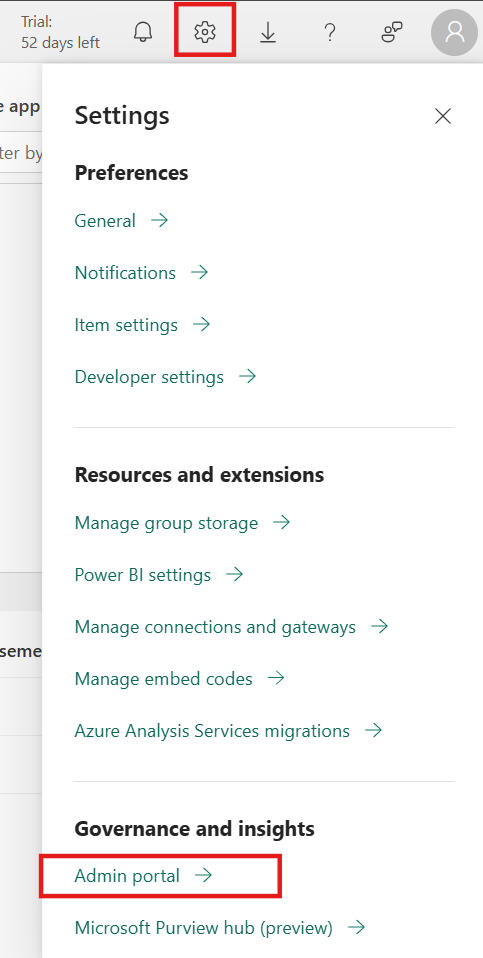 Trial:
52 days left
e app
Settings
ter by
Preferences
General
Notifications
Item settings
Developer settings
Resources and extensions
Manage group storage
Power BI settings
Manage connections and gateways
seme
Manage embed codes
Azure Analysis Services migrations
Governance and insights
Admin portal
Microsoft Purview hub (preview)